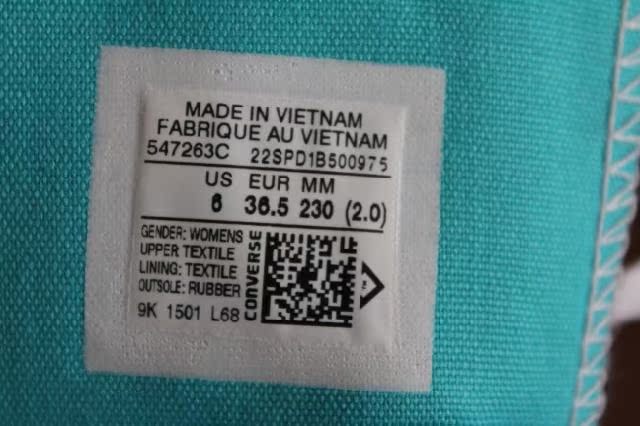 MADE IN VIETNAM
FABRIQUE AU VIETNAM
547263C 22SPD1B500975
US EUR MM
6 36.5 230 (2.0)
GENDER: WOMENS
UPPER TEXTILE
LINING: TEXTILE
OUTSOLE: RUBBER
9K 1501 L68
CONVERSE